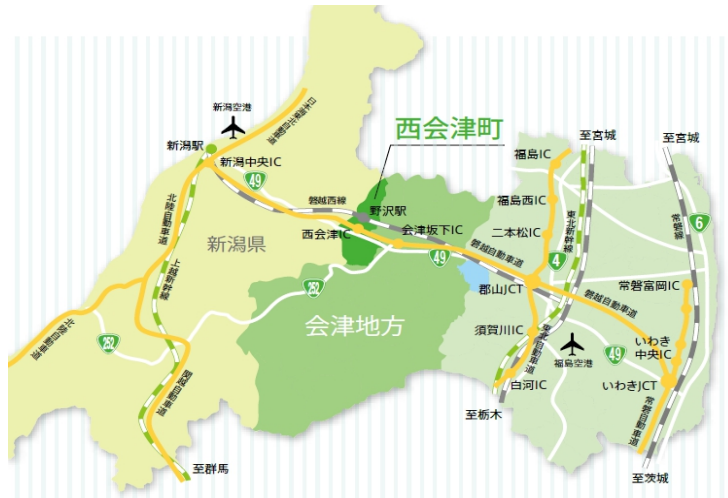 新潟空港
日本海東北自動車道
西会津町
至宮城
至宮城
新潟駅
新潟中央IC
福島IC
49
磐越西線
野沢駅
福島西IC
6
北陸自動車道
常磐線
西会津IC
会津坂下IC
二本松IC
東北新幹線
新潟県
上越新幹線
49
磐越自動車道
4
252
郡山JCT
磐越自動車道
常磐富岡IC
会津地方
北陸自動車道
252
須賀川IC
東北自動車道
福島空港
49
いわき
中央IC
関越自動車道
白河IC
いわきJCT
至栃木
常磐自動車道
至群馬
至茨城